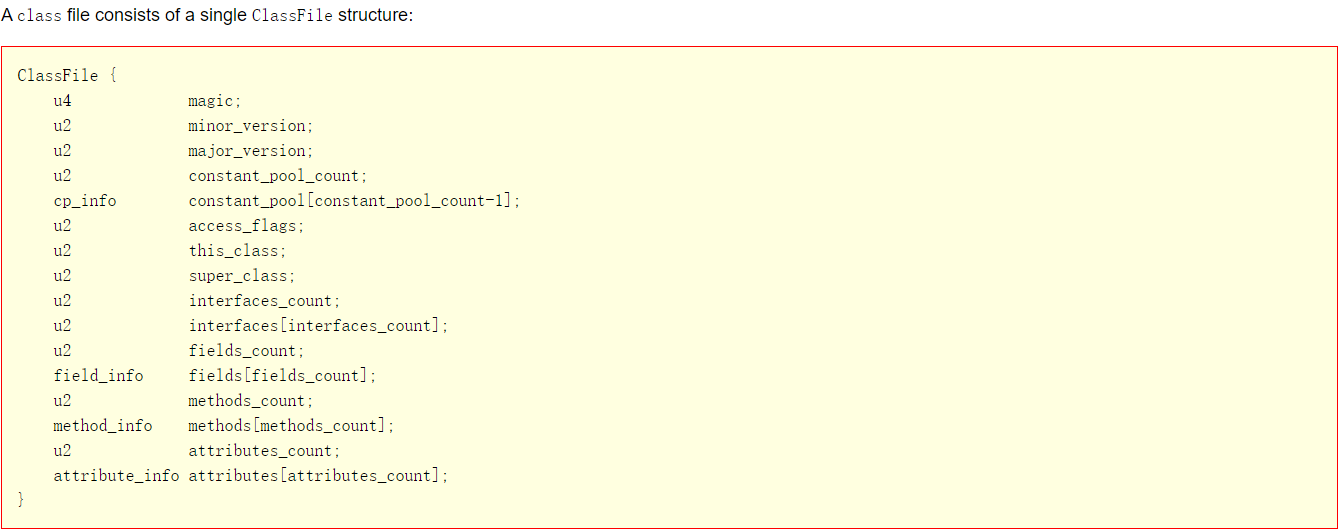 A class file consists of a single ClassFile structure:
ClassFile {
u4 magic;
u2 minor_version;
u2 major_version;
u2 constant_pool_count;
cp_info constant_pool[constant_pool_count-1];
u2 access_flags;
u2 this_class;
u2 super_class;
u2 interfaces_count;
u2 interfaces[interfaces_count];
u2 fields_count;
field_info fields[fields_count];
u2 methods_count;
method_info methods[methods_count];
u2 attributes_count;
attribute_info attributes[attributes_count];
}